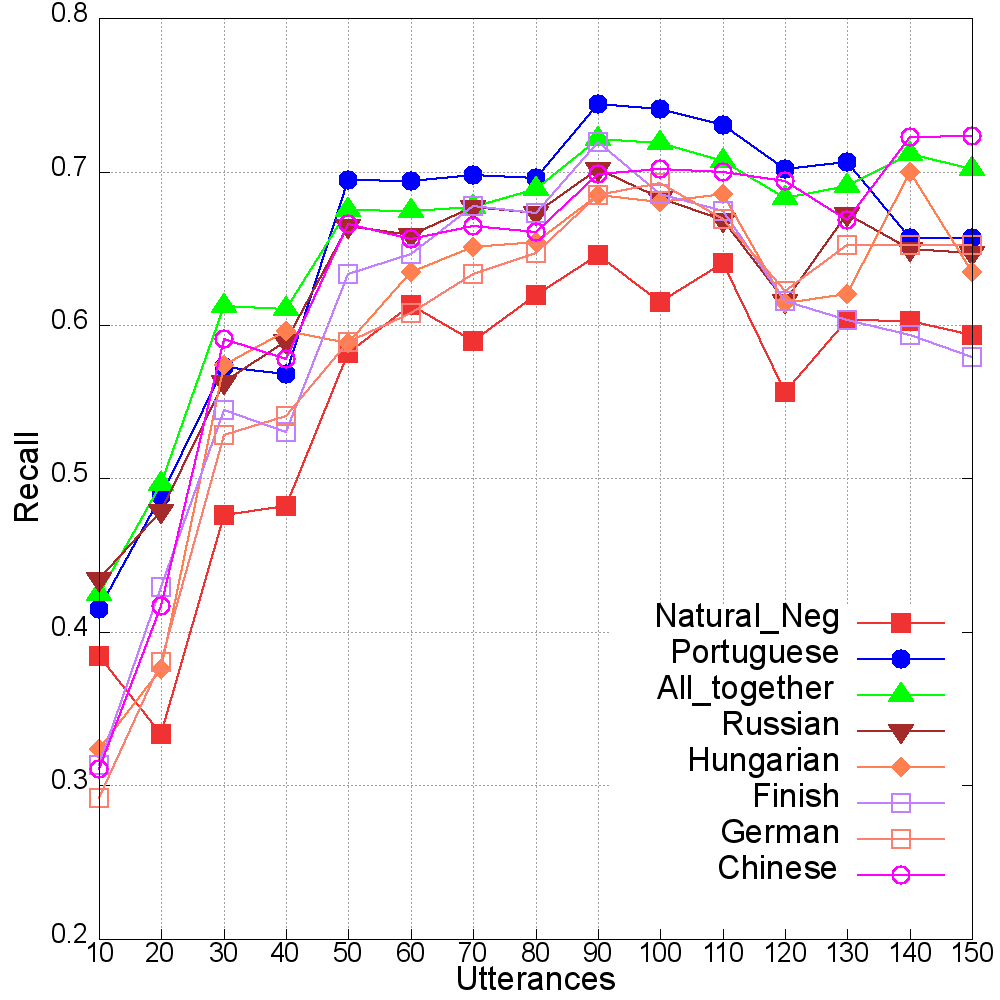 0.8
0.7
0.6
0.5
0.4
0.3
0.2
Recall
Natural_Neg
Portuguese
All_together
Russian
Hungarian
Finish
German
Chinese
10 20 30 40 50 60 70 80 90 100 110 120 130 140 150
Utterances